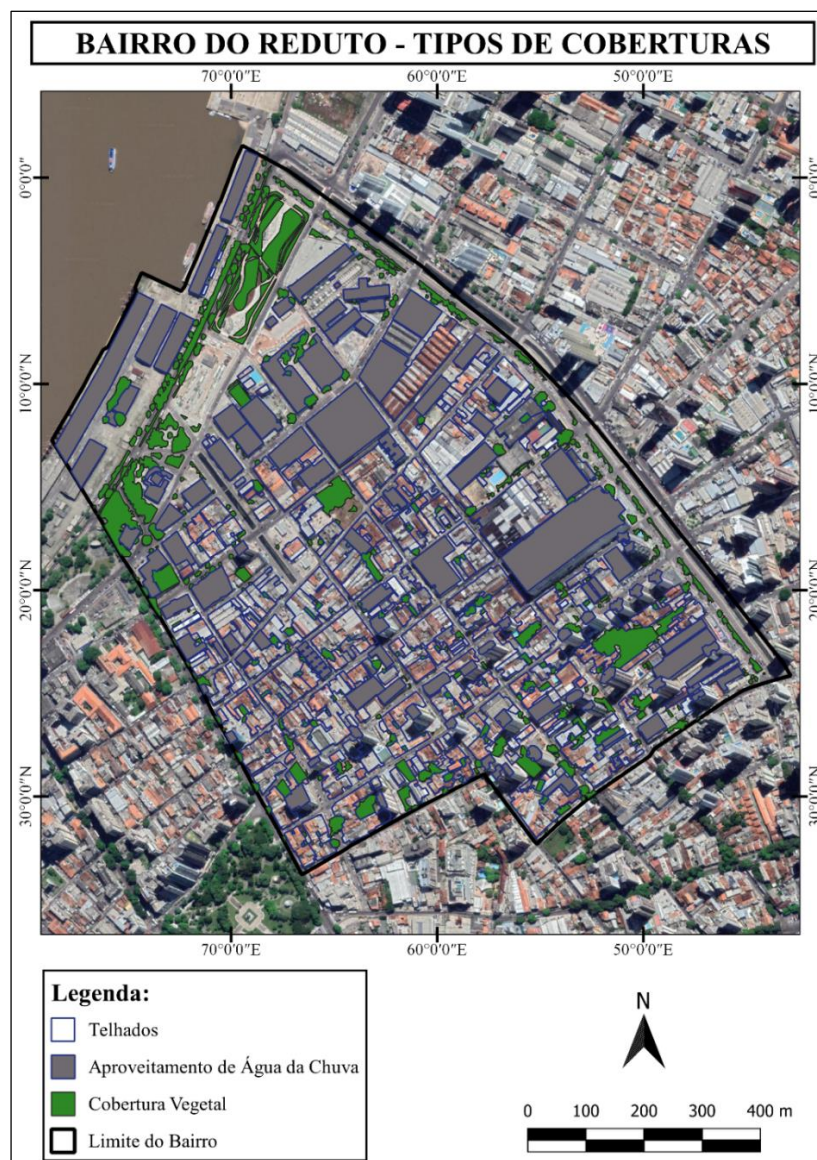 BAIRRO DO REDUTO - TIPOS DE COBERTURAS
70°0'0"E 60°0'0"E 50°0'0"E
0°0'0" 0°0'0"
10°0'0"N 10°0'0"N
20°0'0"N 20°0'0"N
30°0'0"N 30°0'0"N
70°0'0"E 60°0'0"E 50°0'0"E
Legenda:
Telhados
Aproveitamento de Água da Chuva
Cobertura Vegetal
Limite do Bairro
N
0 100 200 300 400 m